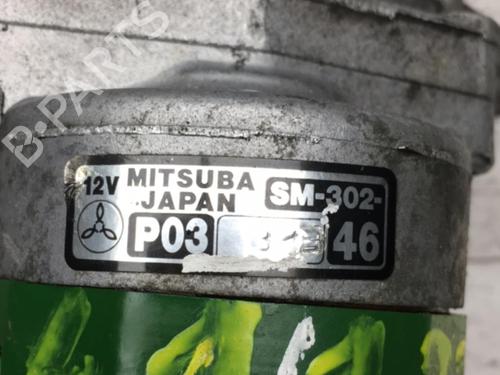 B-PARTS
12V MITSUBA
JAPAN SM-302-
P03 46